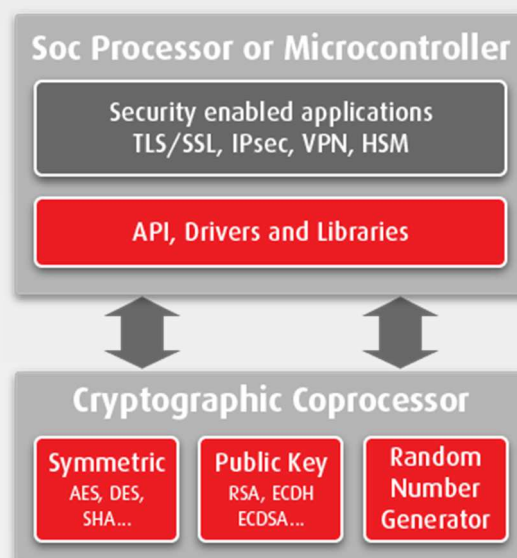 Soc Processor or Microcontroller
Security enabled applications
TLS/SSL, IPsec, VPN, HSM
API, Drivers and Libraries
Cryptographic Coprocessor
Symmetric
AES, DES,
SHA...
Public Key
RSA, ECDH
ECDSA...
Random
Number
Generator